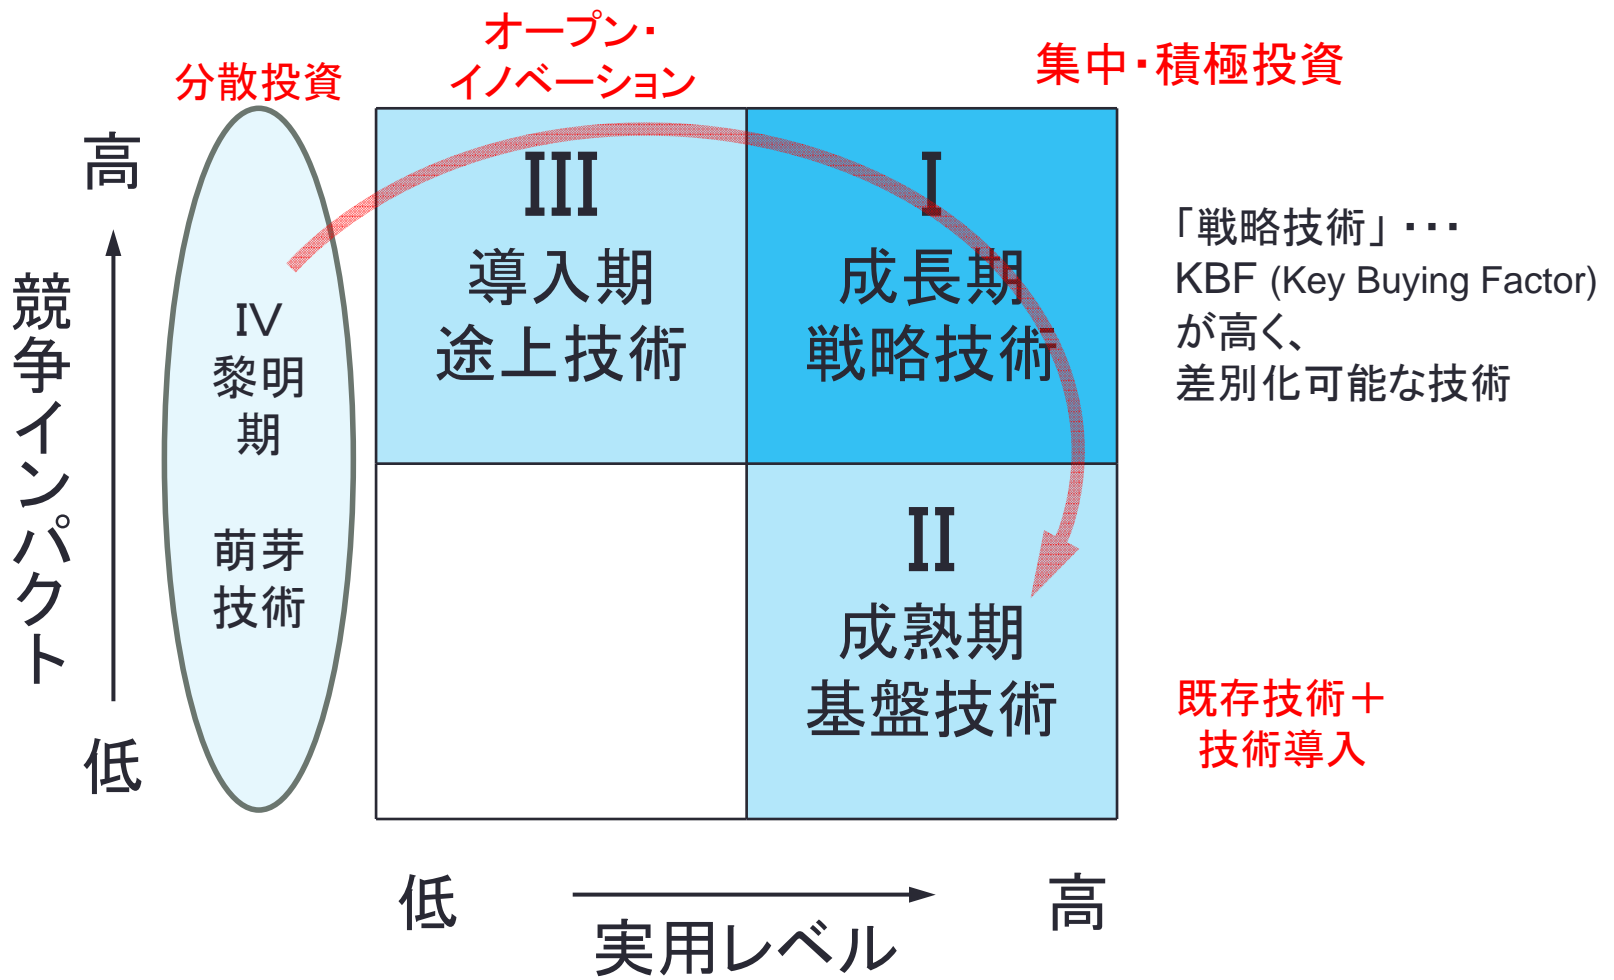 オープン・
イノベーション
分散投資
集中・積極投資
高
競争インパクト
低
IV
黎明
期
萌芽
技術
III
導入期
途上技術
I
成長期
戦略技術
「戦略技術」・・・
KBF (Key Buying Factor)
が高く、
差別化可能な技術
II
成熟期
基盤技術
既存技術＋
技術導入
低
高
実用レベル